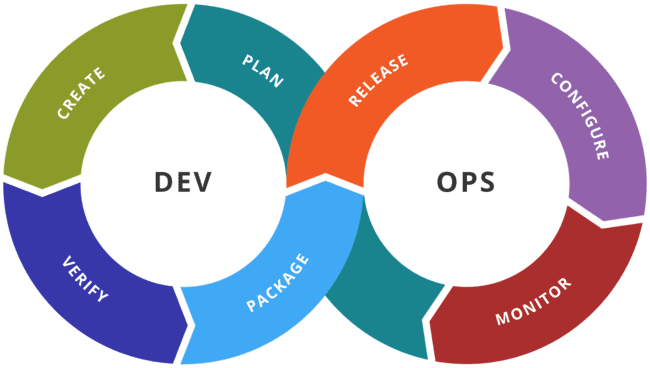 PLAN
CREATE
VERIFY
PACKAGE
RELEASE
CONFIGURE
MONITOR
DEV
OPS